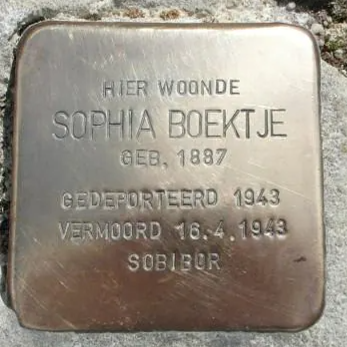 HIER WOONDE
SOPHIA BOEKTJE
GEB. 1887
GEDEPORTEERD 1943
VERMOORD 16.4.1943
SOBIBOR